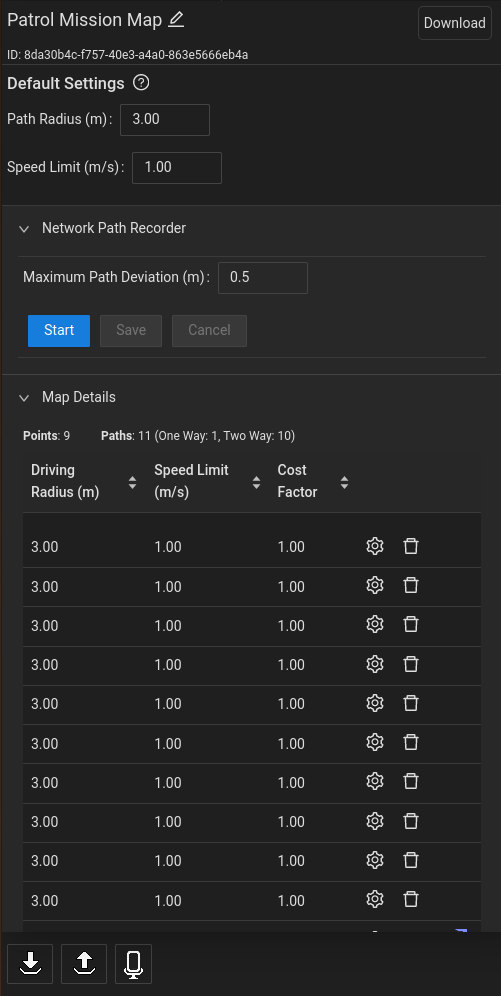 Patrol Mission Map
Download
ID: 8da30b4c-f757-40e3-a4a0-863e5666eb4a
Default Settings
Path Radius (m): 3.00
Speed Limit (m/s): 1.00
Network Path Recorder
Maximum Path Deviation (m): 0.5
Start Save Cancel
Map Details
Points: 9 Paths: 11 (One Way: 1, Two Way: 10)
Driving Radius (m) Speed Limit (m/s) Cost Factor
3.00 1.00 1.00
3.00 1.00 1.00
3.00 1.00 1.00
3.00 1.00 1.00
3.00 1.00 1.00
3.00 1.00 1.00
3.00 1.00 1.00
3.00 1.00 1.00
3.00 1.00 1.00
3.00 1.00 1.00